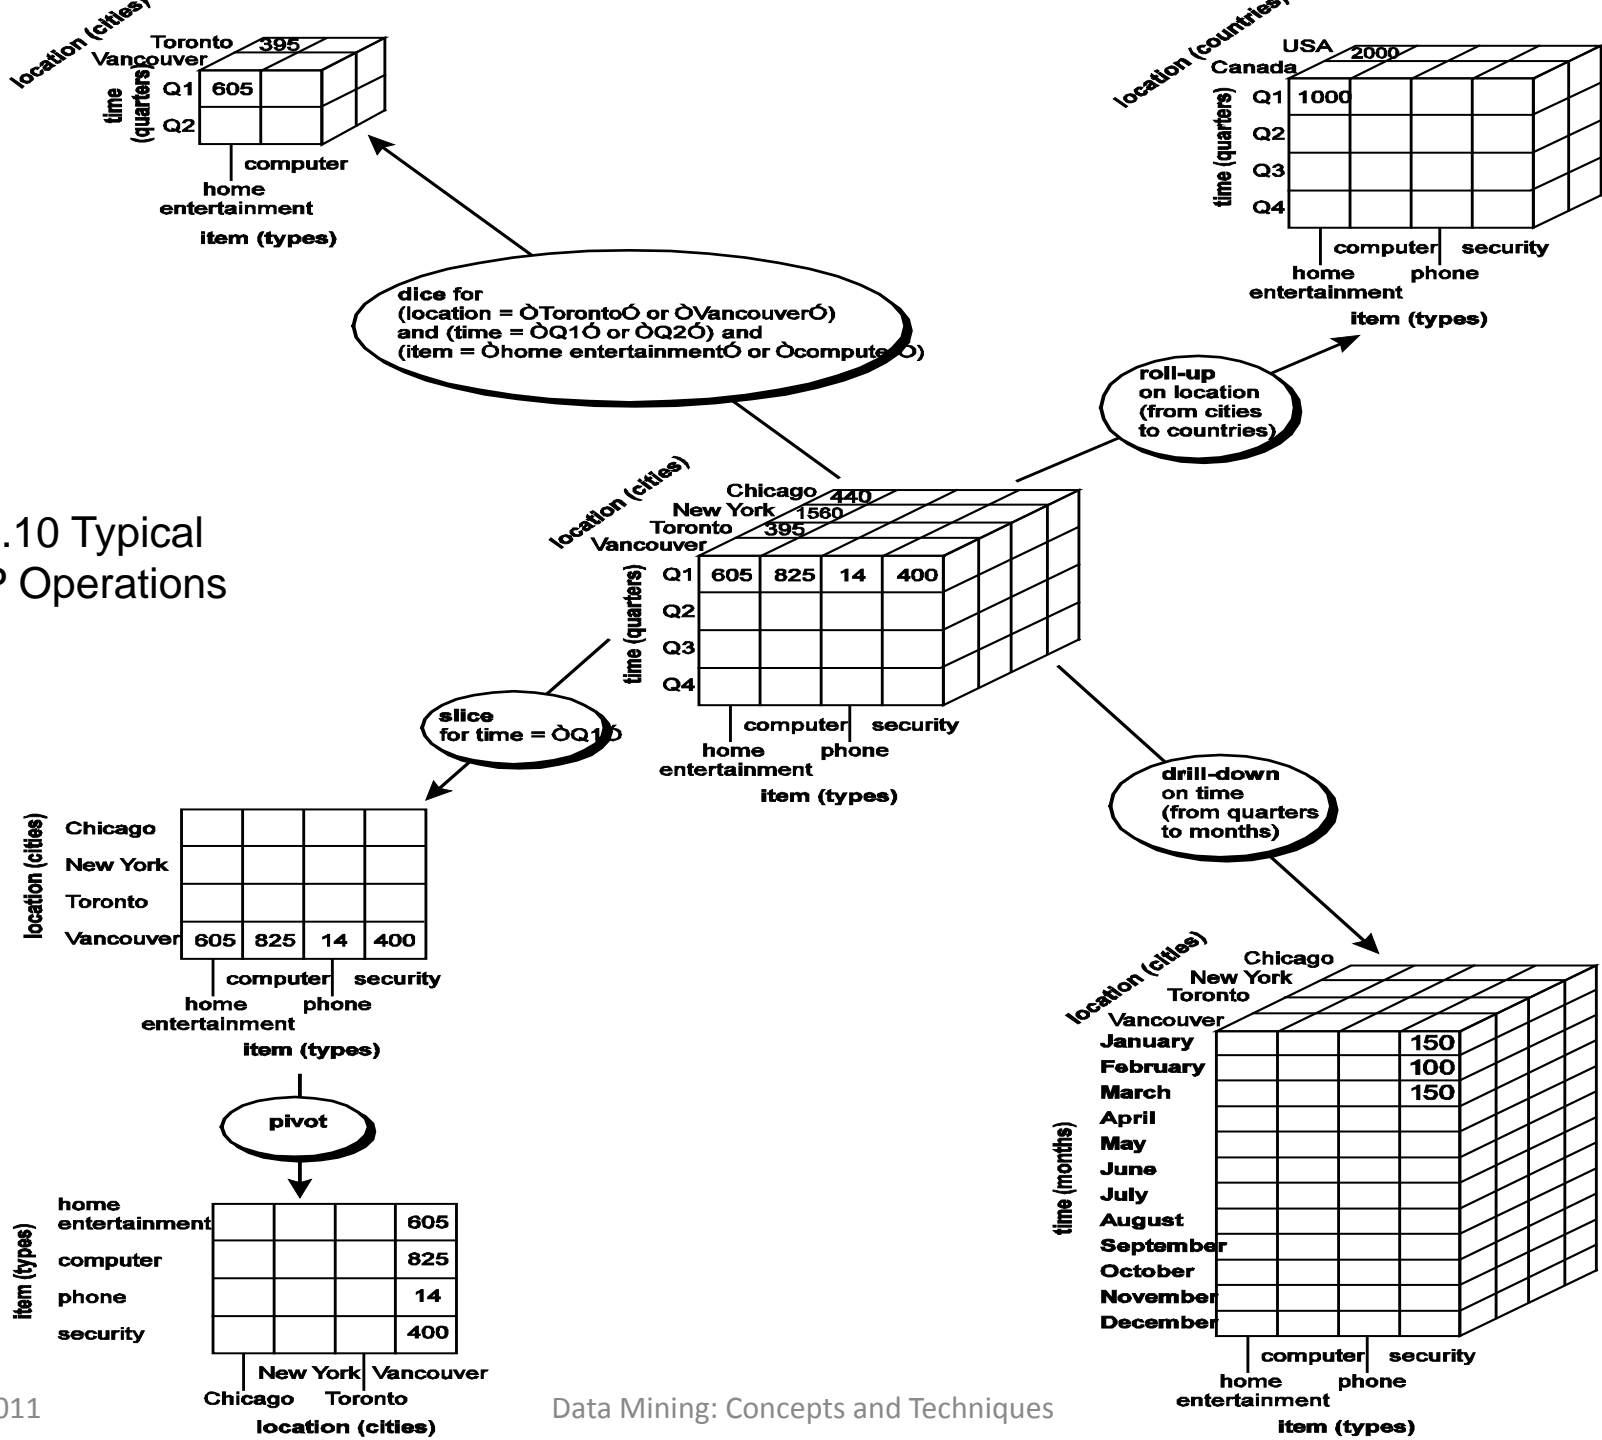 location (cities)
Toronto
395
Vancouver
time
(quarters)
Q1
605
Q2
computer
home
entertainment
item (types)
location (countries)
USA
2000
Canada
time (quarters)
Q1
1000
Q2
Q3
Q4
computer
security
home
phone
entertainment
item (types)
dice for
(location = ÒTorontoÓ or ÒVancouverÓ)
and (time = ÒQ1Ó or ÒQ2Ó) and
(item = Òhome entertainmentÓ or ÒcomputerÓ)
roll-up
on location
(from cities
to countries)
.10 Typical
P Operations
location (cities)
Chicago
440
New York
1560
Toronto
395
Vancouver
time (quarters)
Q1
605 825 14 400
Q2
Q3
Q4
computer
security
home
phone
entertainment
item (types)
slice
for time = ÒQ1Ó
drill-down
on time
(from quarters
to months)
location (cities)
Chicago
New York
Toronto
Vancouver
605 825 14 400
computer
security
home
phone
entertainment
item (types)
pivot
item (types)
home
entertainment
605
computer
825
phone
14
security
400
New York
Vancouver
Chicago
Toronto
location (cities)
location (cities)
Chicago
New York
Toronto
Vancouver
time (months)
January
150
February
100
March
150
April
May
June
July
August
September
October
November
December
computer
security
home
phone
entertainment
item (types)
011
Data Mining: Concepts and Techniques